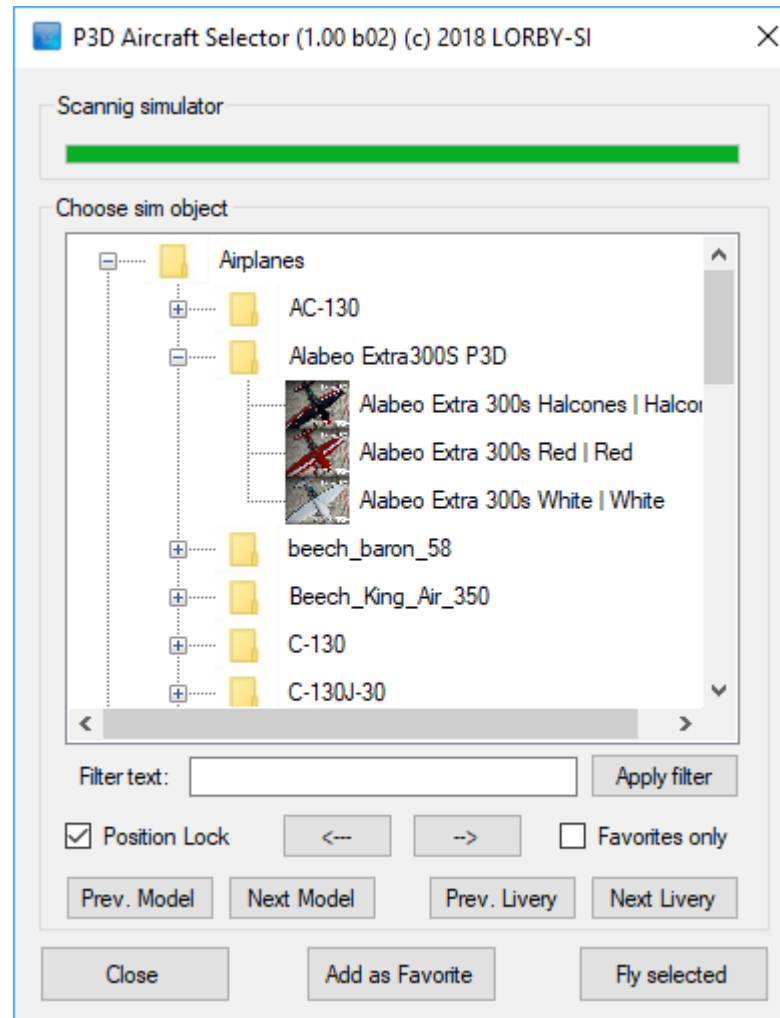 P3D Aircraft Selector (1.00 b02) (c) 2018 LORBY-SI
Scannig simulator
Choose sim object
Airplanes
AC-130
Alabeo Extra300S P3D
Alabeo Extra 300s Halcones | Halcon
Alabeo Extra 300s Red | Red
Alabeo Extra 300s White | White
beech_baron_58
Beech_King_Air_350
C-130
C-130J-30
Filter text: Apply filter
Position Lock <--- --> Favorites only
Prev. Model Next Model Prev. Livery Next Livery
Close Add as Favorite Fly selected